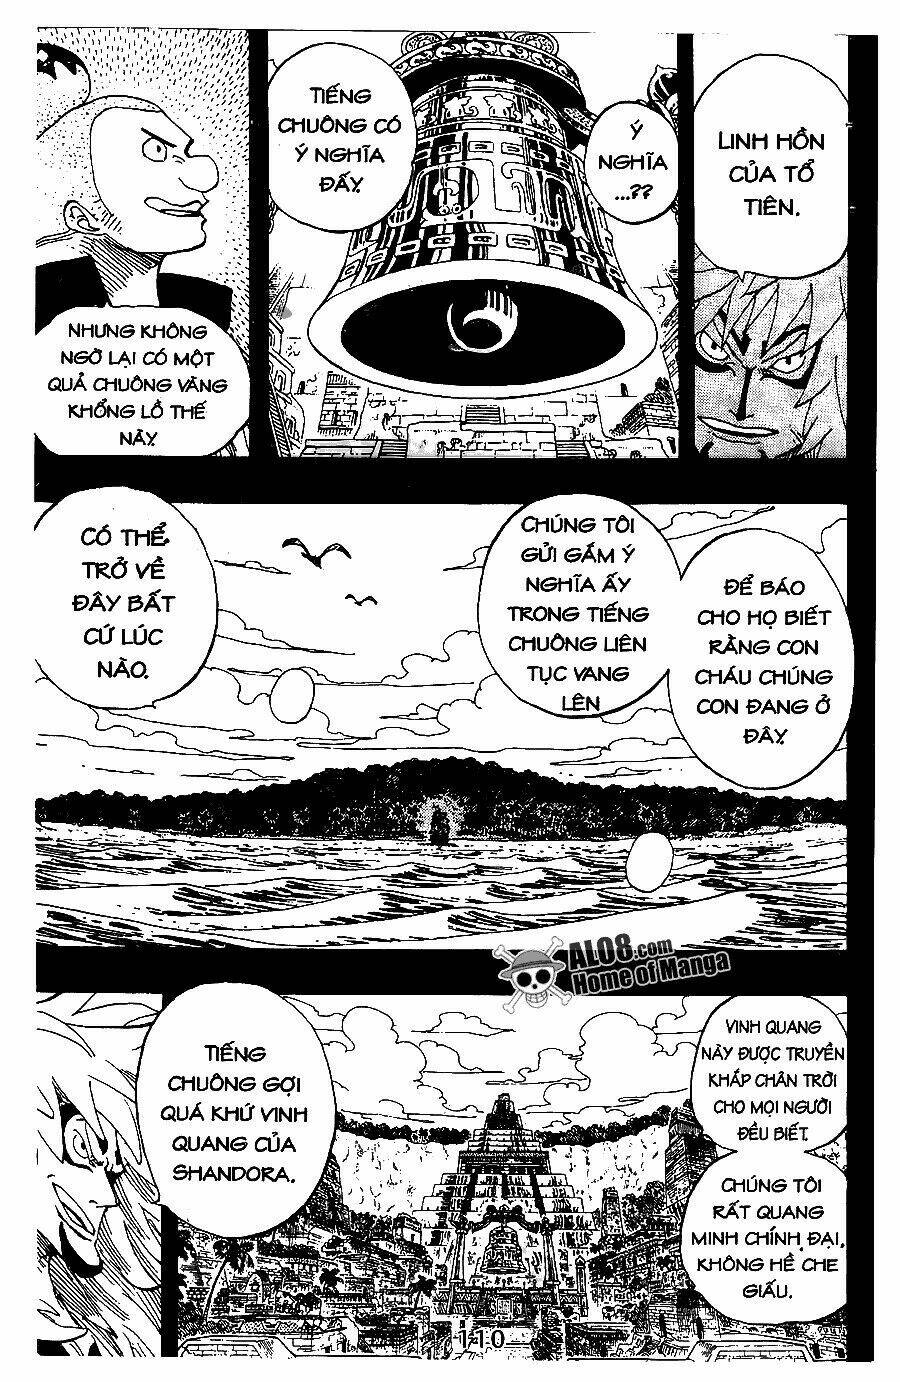 LINH HỒN
CỦA TỔ
TIÊN.
Ý
NGHĨA
...??
TIẾNG
CHUÔNG CÓ
Ý NGHĨA
ĐẤY.
NHƯNG KHÔNG
NGỜ LẠI CÓ MỘT
QUẢ CHUÔNG VÀNG
KHỔNG LỒ THẾ
NÀY.
ĐỂ BÁO
CHO HỌ BIẾT
RẰNG CON
CHÁU CHÚNG
CON ĐANG Ở
ĐÂY.
CHÚNG TÔI
GỬI GẮM Ý
NGHĨA ẤY
TRONG TIẾNG
CHUÔNG LIÊN
TỤC VANG
LÊN
CÓ THỂ
TRỞ VỀ
ĐÂY BẤT
CỨ LÚC
NÀO.
ALO8.com
Home of Manga
VINH QUANG
NÀY ĐƯỢC TRUYỀN
KHẮP CHÂN TRỜI
CHO MỌI NGƯỜI
ĐỀU BIẾT.
CHÚNG TÔI
RẤT QUANG
MINH CHÍNH ĐẠI,
KHÔNG HỀ CHE
GIẤU.
TIẾNG
CHUÔNG GỢI
QUÁ KHỨ VINH
QUANG CỦA
SHANDORA.
110